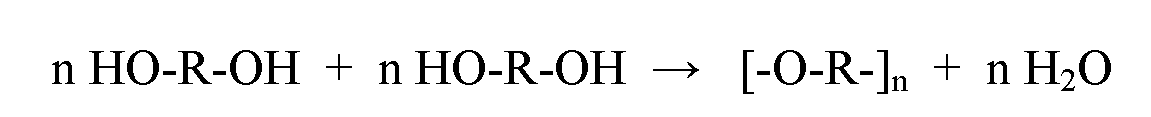 n HO-R-OH + n HO-R-OH → [-O-R-]ₙ + n H₂O